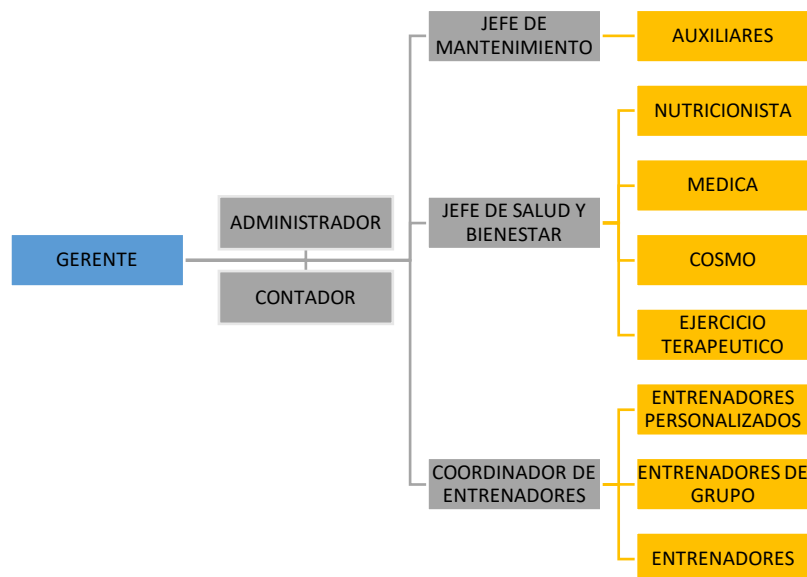 GERENTE
ADMINISTRADOR
CONTADOR
JEFE DE
MANTENIMIENTO
AUXILIARES
JEFE DE SALUD Y
BIENESTAR
NUTRICIONISTA
MEDICA
COSMO
EJERCICIO
TERAPEUTICO
COORDINADOR DE
ENTRENADORES
ENTRENADORES
PERSONALIZADOS
ENTRENADORES DE
GRUPO
ENTRENADORES